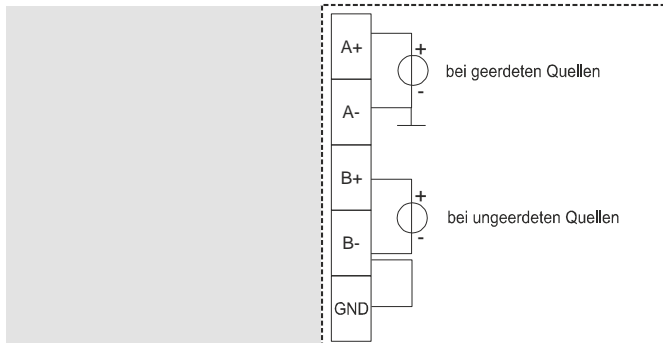 A+
+
bei geerdeten Quellen
-
A-
B+
+
bei ungeerdeten Quellen
-
B-
GND